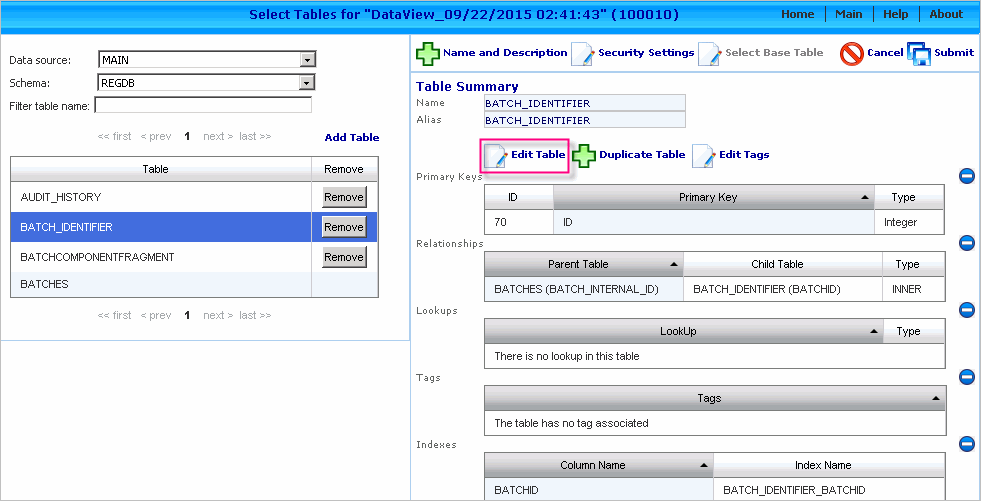 Select Tables for "DataView_09/22/2015 02:41:43" (100010)
Home Main Help About
Data source: MAIN
Schema: REGDB
Filter table name:
<< first < prev 1 next > last >>
Add Table
Table Remove
AUDIT_HISTORY Remove
BATCH_IDENTIFIER Remove
BATCHCOMPONENTFRAGMENT Remove
BATCHES
<< first < prev 1 next > last >>
Name and Description Security Settings Select Base Table Cancel Submit
Table Summary
Name BATCH_IDENTIFIER
Alias BATCH_IDENTIFIER
Edit Table Duplicate Table Edit Tags
Primary Keys
ID Primary Key Type
70 ID Integer
Relationships
Parent Table Child Table Type
BATCHES (BATCH_INTERNAL_ID) BATCH_IDENTIFIER (BATCHID) INNER
Lookups
LookUp Type
There is no lookup in this table
Tags
Tags
The table has no tag associated
Indexes
Column Name Index Name
BATCHID BATCH_IDENTIFIER_BATCHID